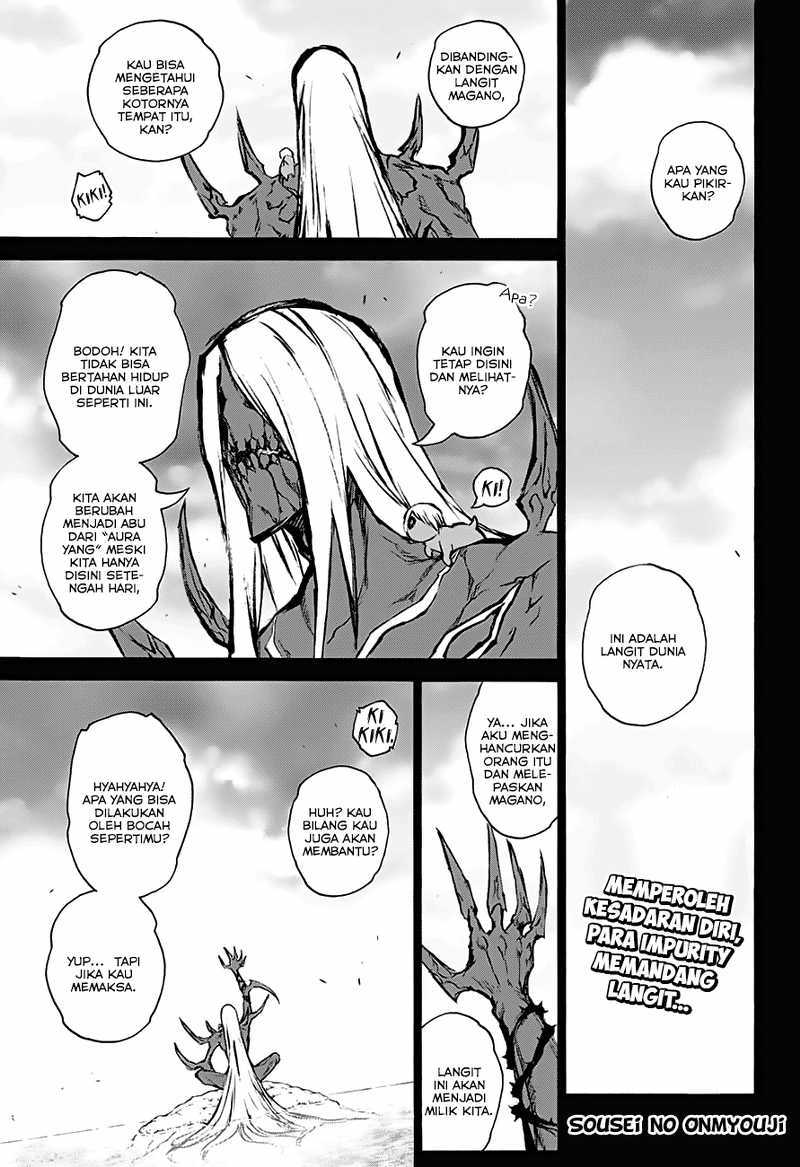 APA YANG
KAU PIKIR-
KAN?
INI ADALAH
LANGIT DUNIA
NYATA.
MEMPEROLEH
KESADARAN DIRI,
PARA IMPURITY
MEMANDANG
LANGIT...
SOUSEI NO ONMYOUJI
DIBANDING-
KAN DENGAN
LANGIT
MAGANO,
KAU BISA
MENGETAHUI
SEBERAPA
KOTORNYA
TEMPAT ITU,
KAN?
KIKI!
APa?
KAU INGIN
TETAP DISINI
DAN MELIHAT-
NYA?
KI!
BODOH! KITA
TIDAK BISA
BERTAHAN HIDUP
DI DUNIA LUAR
SEPERTI INI.
KITA AKAN
BERUBAH
MENJADI ABU
DARI "AURA
YANG" MESKI
KITA HANYA
DISINI SETE-
NGAH HARI,
YA... JIKA
AKU MENG-
HANCURKAN
ORANG ITU
DAN MELE-
PASKAN
MAGANO,
LANGIT
INI AKAN
MENJADI
MILIK KITA.
KI
KIKI.
HUH? KAU
BILANG KAU
JUGA AKAN
MEMBANTU?
HYAHYAHYA!
APA YANG BISA
DILAKUKAN
OLEH BOCAH
SEPERTIMU?
YUP... TAPI
JIKA KAU
MEMAKSA.